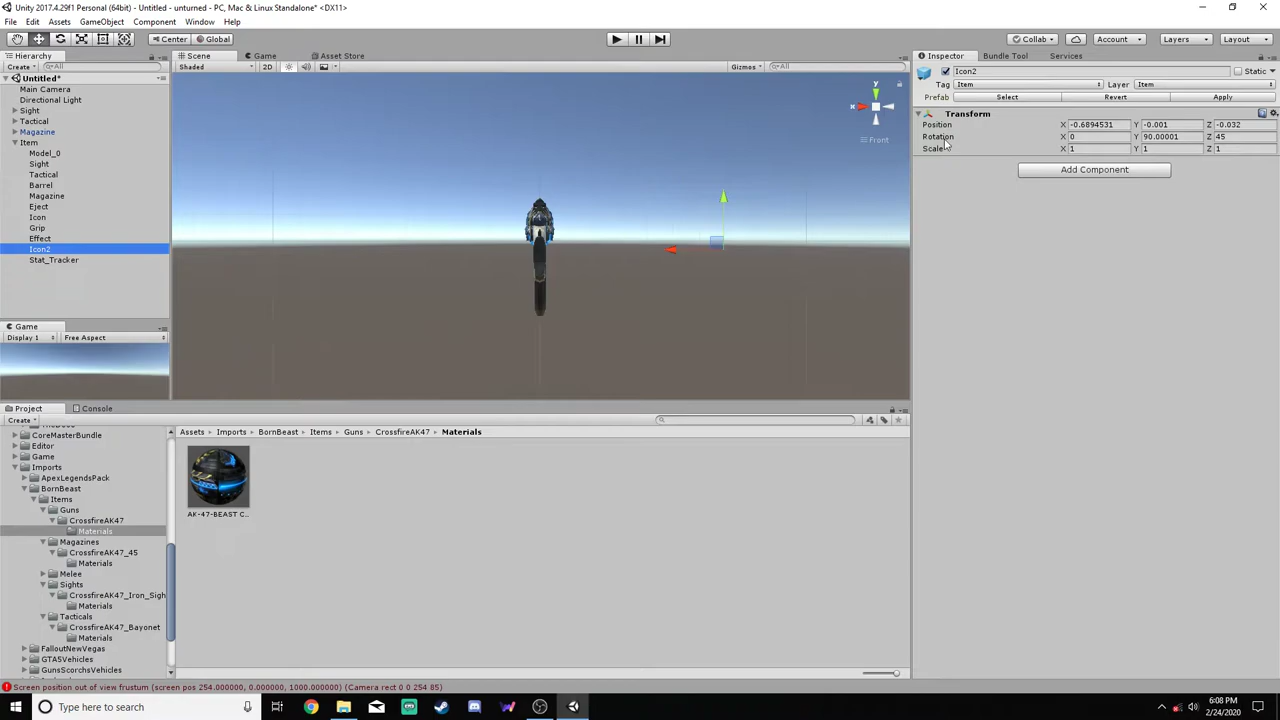 Unity 2017.4.29f1 Personal (64bit) - Untitled - unturned - PC, Mac & Linux Standalone* <DX11>
File Edit Assets GameObject Component Window Help
Center Global Collab Account Layers Layout
Hierarchy Scene Game Asset Store Inspector Bundle Tool Services
Create All Shaded 2D Gizmos All
Icon2 Static
Untitled*
Tag Item Layer Item
Main Camera
Directional Light
Prefab Select Revert Apply
Sight
Tactical
Magazine
Item
Model_0
Sight
Tactical
Barrel
Magazine
Eject
Icon
Grip
Effect
Icon2
Stat_Tracker
y
x
Front
Transform
Position X -0.6894531 Y -0.001 Z -0.032
Rotation X 0 Y 90.00001 Z 45
Scale X 1 Y 1 Z 1
Add Component
Game
Display 1 Free Aspect
Project Console
Create
CoreMasterBundle
Editor
Game
Imports
ApexLegendsPack
BornBeast
Items
Guns
CrossfireAK47
Materials
Magazines
CrossfireAK47_45
Materials
Melee
Sights
CrossfireAK47_Iron_Sigh
Materials
Tacticals
CrossfireAK47_Bayonet
Materials
FalloutNewVegas
GTA5Vehicles
GunsScorchsVehicles
Assets Imports BornBeast Items Guns CrossfireAK47 Materials
AK-47-BEAST C...
Screen position out of view frustum (screen pos 254.000000, 0.000000, 1000.000000) (Camera rect 0 0 254 85)
Type here to search
6:08 PM
2/24/2020